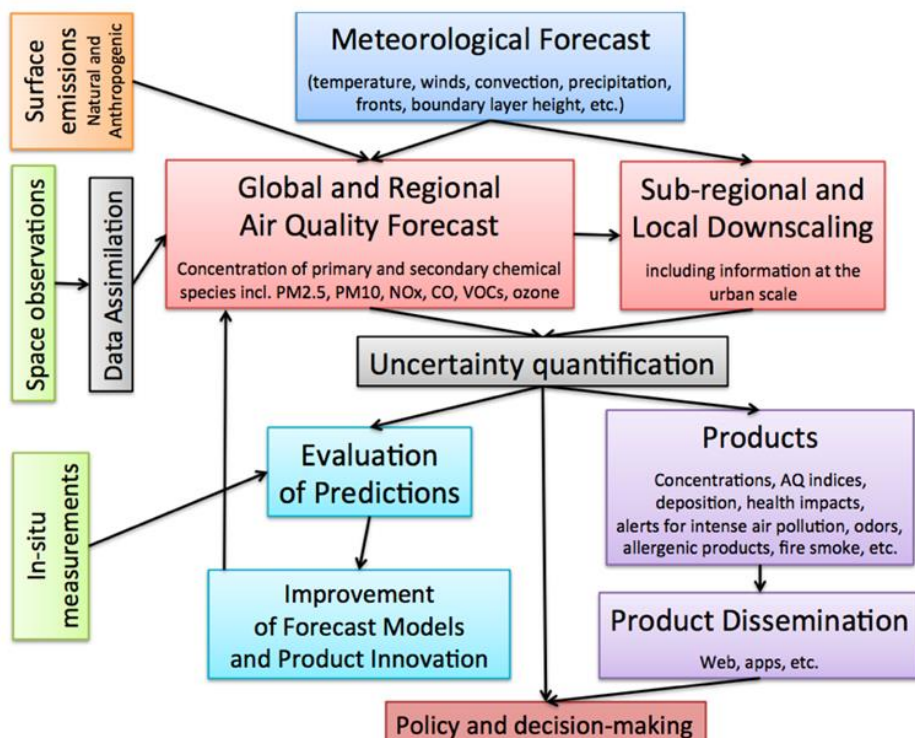 Surface
emissions
Natural and
Anthropogenic
Meteorological Forecast
(temperature, winds, convection, precipitation,
fronts, boundary layer height, etc.)
Space observations
Data Assimilation
Global and Regional
Air Quality Forecast
Concentration of primary and secondary chemical
species incl. PM2.5, PM10, NOx, CO, VOCs, ozone
Sub-regional and
Local Downscaling
including information at the
urban scale
Uncertainty quantification
In-situ
measurements
Evaluation
of Predictions
Products
Concentrations, AQ indices,
deposition, health impacts,
alerts for intense air pollution, odors,
allergenic products, fire smoke, etc.
Improvement
of Forecast Models
and Product Innovation
Product Dissemination
Web, apps, etc.
Policy and decision-making